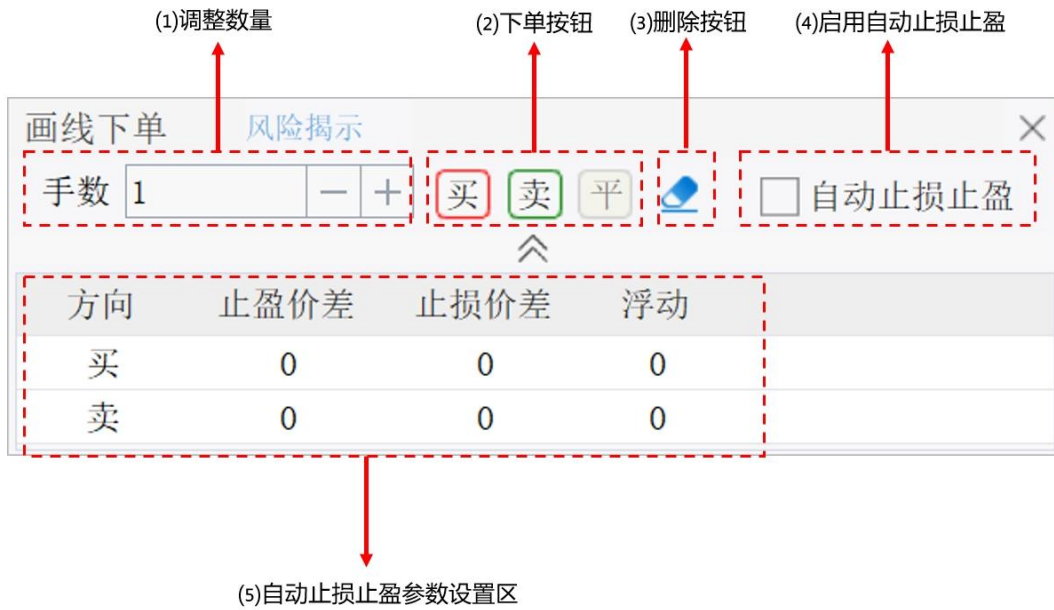 (1)调整数量 (2)下单按钮 (3)删除按钮 (4)启用自动止损止盈
画线下单 风险揭示
手数 1 买 卖 平 自动止损止盈
方向 止盈价差 止损价差 浮动
买 0 0 0
卖 0 0 0
(5)自动止损止盈参数设置区